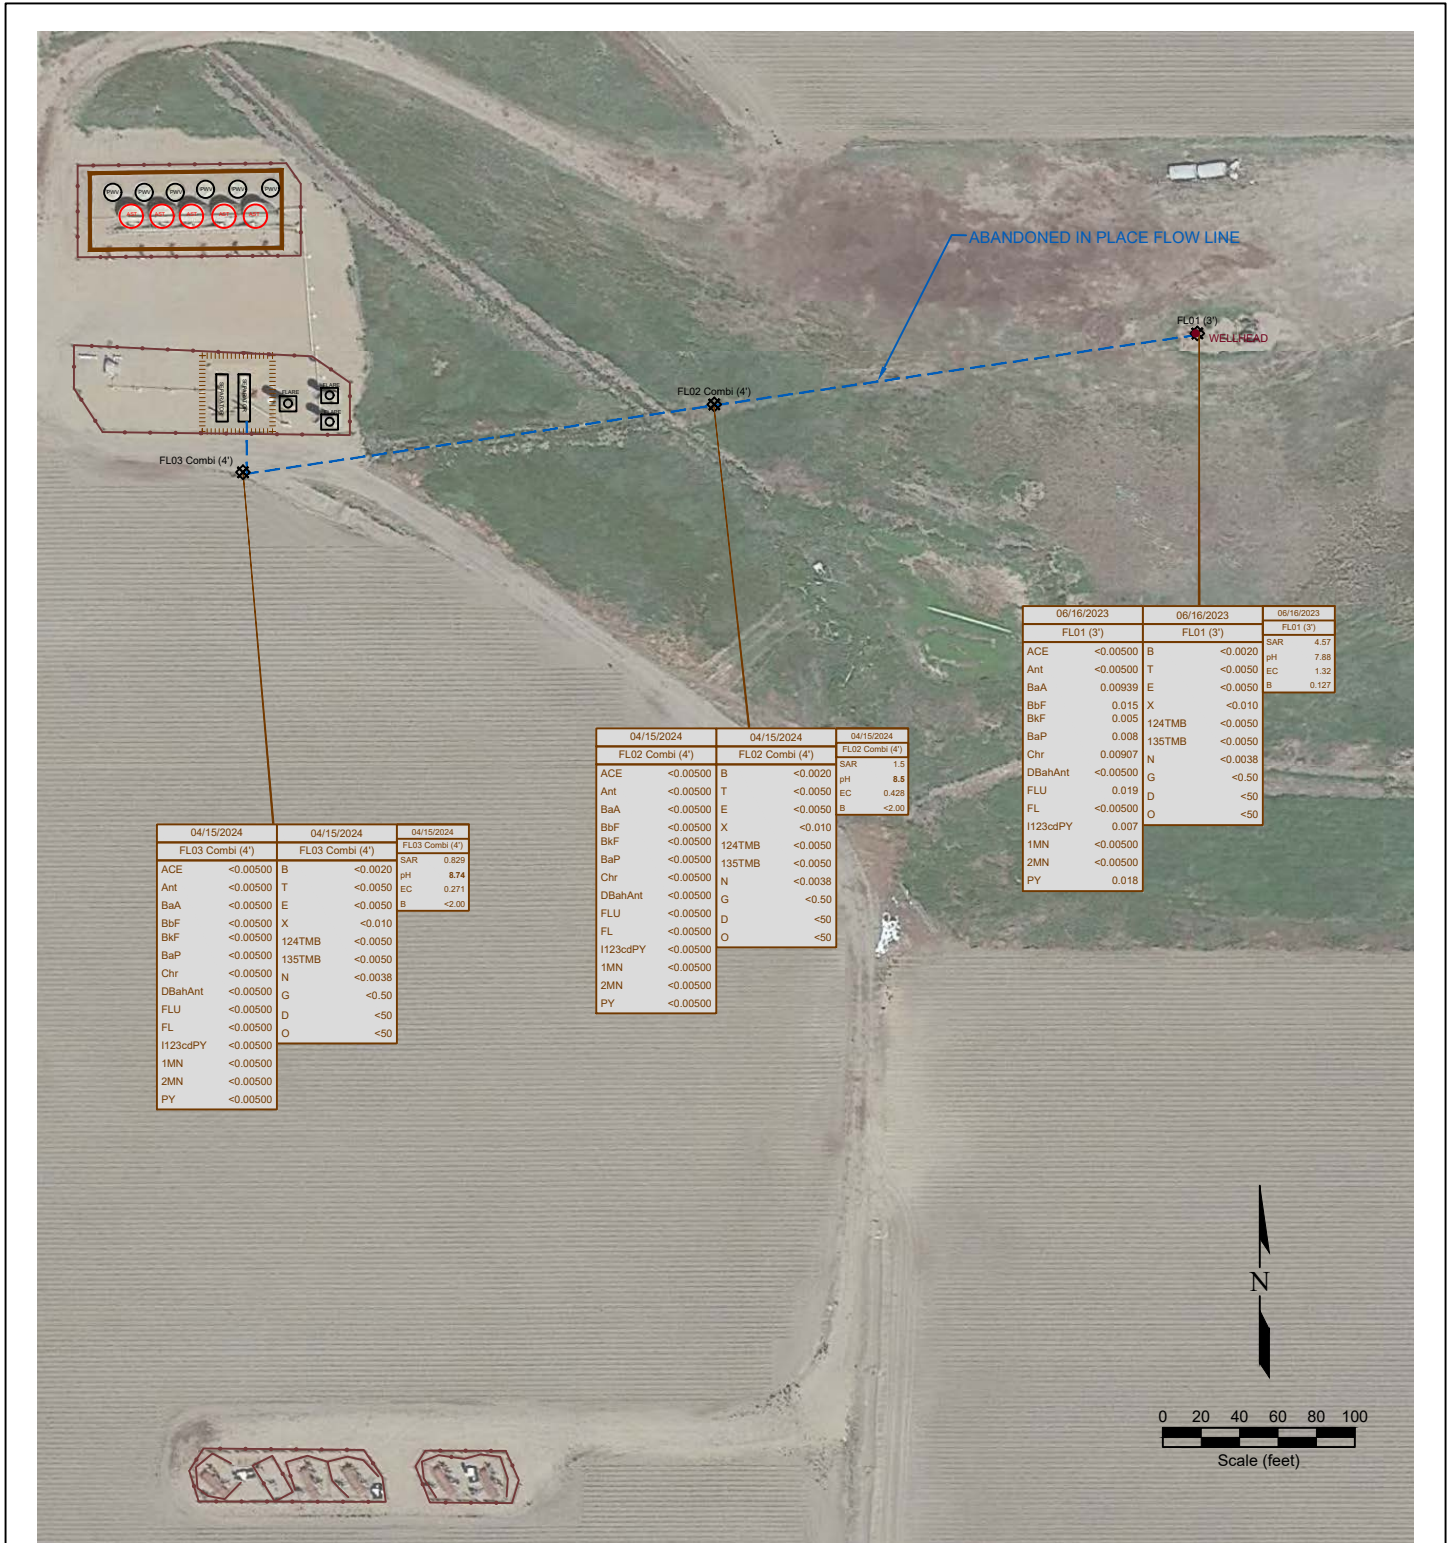 PWV PWV PWV PWV PWV PWV
AST AST AST AST AST
ABANDONED IN PLACE FLOW LINE
FL01 (3')
WELLHEAD
SEPARATOR SEPARATOR
FLARE FLARE FLARE
FL02 Combi (4')
FL03 Combi (4')
06/16/2023 06/16/2023 06/16/2023
FL01 (3') FL01 (3') FL01 (3')
ACE <0.00500 B <0.0020 SAR 4.57
Ant <0.00500 T <0.0050 pH 7.88
BaA 0.00939 E <0.0050 EC 1.32
BbF 0.015 X <0.010 B 0.127
BkF 0.005 124TMB <0.0050
BaP 0.008 135TMB <0.0050
Chr 0.00907 N <0.0038
DBahAnt <0.00500 G <0.50
FLU 0.019 D <50
FL <0.00500 O <50
I123cdPY 0.007
1MN <0.00500
2MN <0.00500
PY 0.018
04/15/2024 04/15/2024 04/15/2024
FL02 Combi (4') FL02 Combi (4') FL02 Combi (4')
ACE <0.00500 B <0.0020 SAR 1.5
Ant <0.00500 T <0.0050 pH 8.5
BaA <0.00500 E <0.0050 EC 0.428
BbF <0.00500 X <0.010 B <2.00
BkF <0.00500 124TMB <0.0050
BaP <0.00500 135TMB <0.0050
Chr <0.00500 N <0.0038
DBahAnt <0.00500 G <0.50
FLU <0.00500 D <50
FL <0.00500 O <50
I123cdPY <0.00500
1MN <0.00500
2MN <0.00500
PY <0.00500
04/15/2024 04/15/2024 04/15/2024
FL03 Combi (4') FL03 Combi (4') FL03 Combi (4')
ACE <0.00500 B <0.0020 SAR 0.829
Ant <0.00500 T <0.0050 pH 8.74
BaA <0.00500 E <0.0050 EC 0.271
BbF <0.00500 X <0.010 B <2.00
BkF <0.00500 124TMB <0.0050
BaP <0.00500 135TMB <0.0050
Chr <0.00500 N <0.0038
DBahAnt <0.00500 G <0.50
FLU <0.00500 D <50
FL <0.00500 O <50
I123cdPY <0.00500
1MN <0.00500
2MN <0.00500
PY <0.00500
N
0 20 40 60 80 100
Scale (feet)